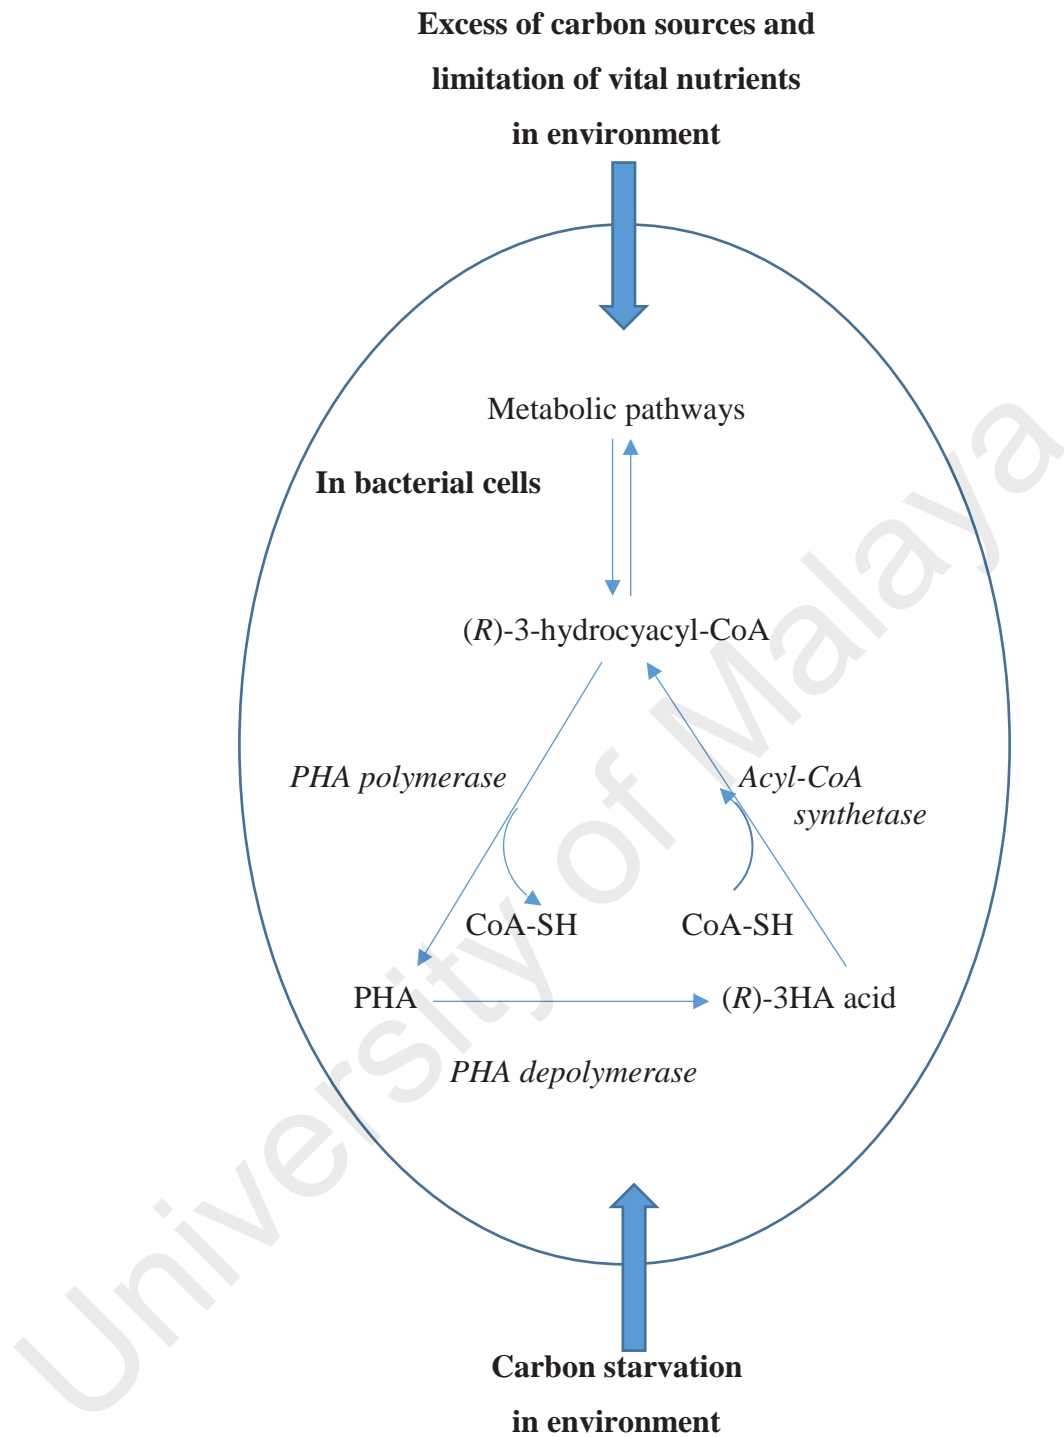 Excess of carbon sources and
limitation of vital nutrients
in environment
Metabolic pathways
In bacterial cells
(R)-3-hydrocyacyl-CoA
PHA polymerase
Acyl-CoA
synthetase
CoA-SH
CoA-SH
PHA
(R)-3HA acid
PHA depolymerase
Carbon starvation
in environment
University of Malaya